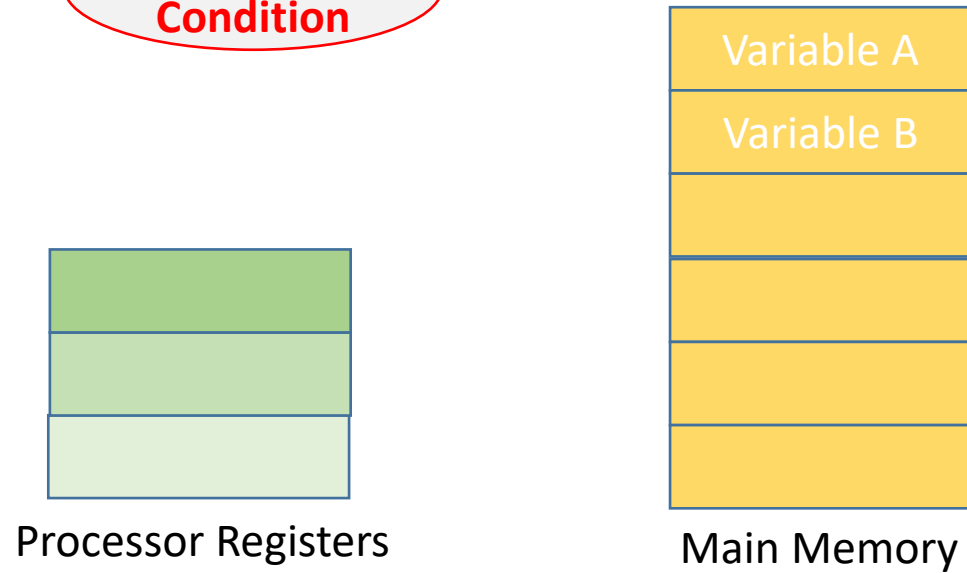 Condition
Variable A
Variable B
Processor Registers
Main Memory